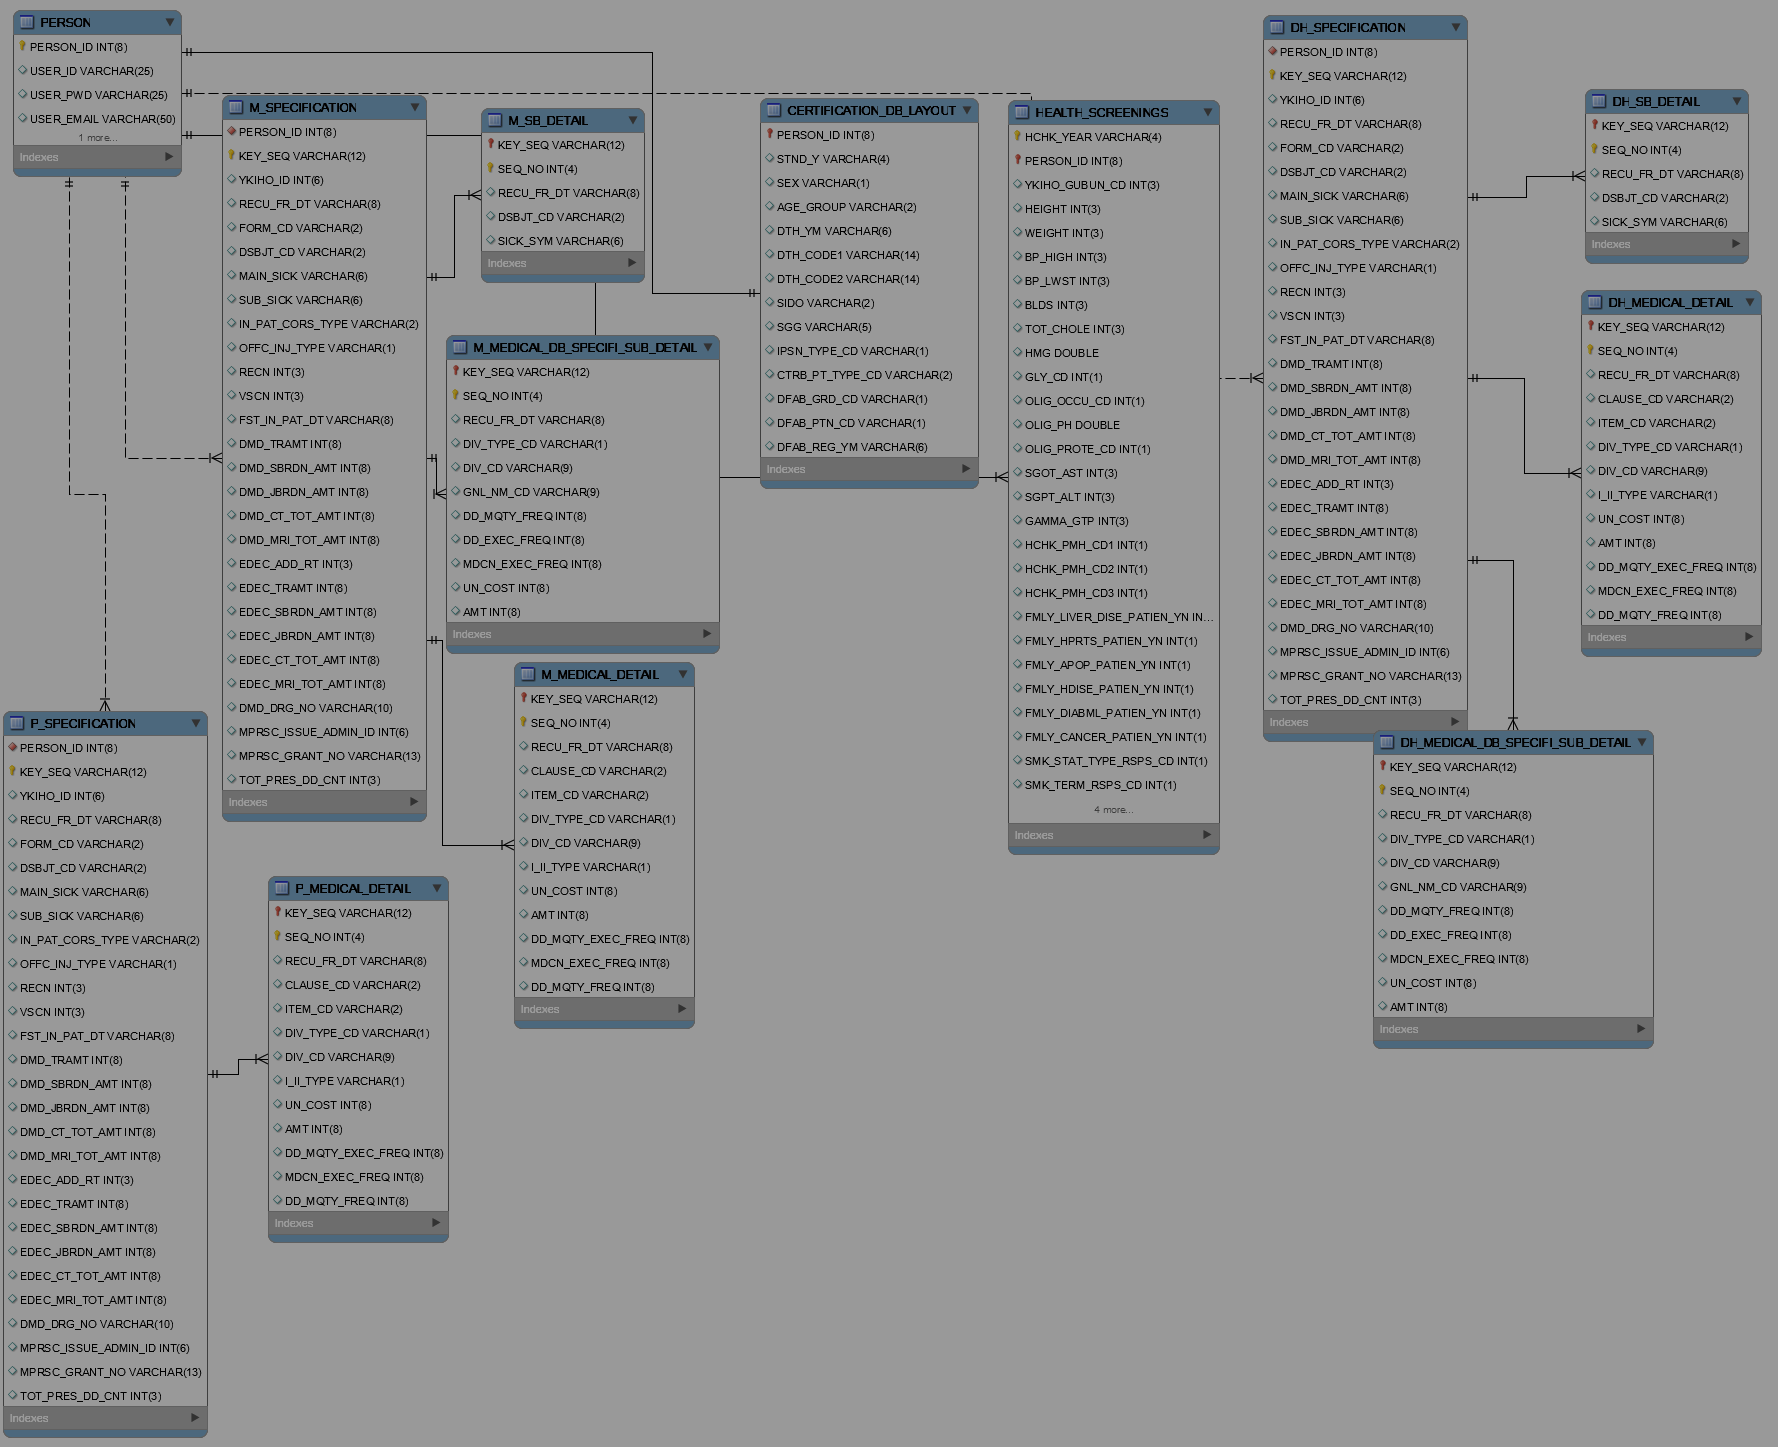 PERSON
PERSON_ID INT(8)
USER_ID VARCHAR(25)
USER_PWD VARCHAR(25)
USER_EMAIL VARCHAR(50)
1 more...
Indexes
M_SPECIFICATION
PERSON_ID INT(8)
KEY_SEQ VARCHAR(12)
YKIHO_ID INT(6)
RECU_FR_DT VARCHAR(8)
FORM_CD VARCHAR(2)
DSBJT_CD VARCHAR(2)
MAIN_SICK VARCHAR(6)
SUB_SICK VARCHAR(6)
IN_PAT_CORS_TYPE VARCHAR(2)
OFFC_INJ_TYPE VARCHAR(1)
RECN INT(3)
VSCN INT(3)
FST_IN_PAT_DT VARCHAR(8)
DMD_TRAMT INT(8)
DMD_SBRDN_AMT INT(8)
DMD_JBRDN_AMT INT(8)
DMD_CT_TOT_AMT INT(8)
DMD_MRI_TOT_AMT INT(8)
EDEC_ADD_RT INT(3)
EDEC_TRAMT INT(8)
EDEC_SBRDN_AMT INT(8)
EDEC_JBRDN_AMT INT(8)
EDEC_CT_TOT_AMT INT(8)
EDEC_MRI_TOT_AMT INT(8)
DMD_DRG_NO VARCHAR(10)
MPRSC_ISSUE_ADMIN_ID INT(6)
MPRSC_GRANT_NO VARCHAR(13)
TOT_PRES_DD_CNT INT(3)
Indexes
M_SB_DETAIL
KEY_SEQ VARCHAR(12)
SEQ_NO INT(4)
RECU_FR_DT VARCHAR(8)
DSBJT_CD VARCHAR(2)
SICK_SYM VARCHAR(6)
Indexes
M_MEDICAL_DB_SPECIFI_SUB_DETAIL
KEY_SEQ VARCHAR(12)
SEQ_NO INT(4)
RECU_FR_DT VARCHAR(8)
DIV_TYPE_CD VARCHAR(1)
DIV_CD VARCHAR(9)
GNL_NM_CD VARCHAR(9)
DD_MQTY_FREQ INT(8)
DD_EXEC_FREQ INT(8)
MDCN_EXEC_FREQ INT(8)
UN_COST INT(8)
AMT INT(8)
Indexes
M_MEDICAL_DETAIL
KEY_SEQ VARCHAR(12)
SEQ_NO INT(4)
RECU_FR_DT VARCHAR(8)
CLAUSE_CD VARCHAR(2)
ITEM_CD VARCHAR(2)
DIV_TYPE_CD VARCHAR(1)
DIV_CD VARCHAR(9)
I_II_TYPE VARCHAR(1)
UN_COST INT(8)
AMT INT(8)
DD_MQTY_EXEC_FREQ INT(8)
MDCN_EXEC_FREQ INT(8)
DD_MQTY_FREQ INT(8)
Indexes
CERTIFICATION_DB_LAYOUT
PERSON_ID INT(8)
STND_Y VARCHAR(4)
SEX VARCHAR(1)
AGE_GROUP VARCHAR(2)
DTH_YM VARCHAR(6)
DTH_CODE1 VARCHAR(14)
DTH_CODE2 VARCHAR(14)
SIDO VARCHAR(2)
SGG VARCHAR(5)
IPSN_TYPE_CD VARCHAR(1)
CTRB_PT_TYPE_CD VARCHAR(2)
DFAB_GRD_CD VARCHAR(1)
DFAB_PTN_CD VARCHAR(1)
DFAB_REG_YM VARCHAR(6)
Indexes
HEALTH_SCREENINGS
HCHK_YEAR VARCHAR(4)
PERSON_ID INT(8)
YKIHO_GUBUN_CD INT(3)
HEIGHT INT(3)
WEIGHT INT(3)
BP_HIGH INT(3)
BP_LWST INT(3)
BLDS INT(3)
TOT_CHOLE INT(3)
HMG DOUBLE
GLY_CD INT(1)
OLIG_OCCU_CD INT(1)
OLIG_PH DOUBLE
OLIG_PROTE_CD INT(1)
SGOT_AST INT(3)
SGPT_ALT INT(3)
GAMMA_GTP INT(3)
HCHK_PMH_CD1 INT(1)
HCHK_PMH_CD2 INT(1)
HCHK_PMH_CD3 INT(1)
FMLY_LIVER_DISE_PATIEN_YN IN...
FMLY_HPRTS_PATIEN_YN INT(1)
FMLY_APOP_PATIEN_YN INT(1)
FMLY_HDISE_PATIEN_YN INT(1)
FMLY_DIABML_PATIEN_YN INT(1)
FMLY_CANCER_PATIEN_YN INT(1)
SMK_STAT_TYPE_RSPS_CD INT(1)
SMK_TERM_RSPS_CD INT(1)
4 more...
Indexes
DH_SPECIFICATION
PERSON_ID INT(8)
KEY_SEQ VARCHAR(12)
YKIHO_ID INT(6)
RECU_FR_DT VARCHAR(8)
FORM_CD VARCHAR(2)
DSBJT_CD VARCHAR(2)
MAIN_SICK VARCHAR(6)
SUB_SICK VARCHAR(6)
IN_PAT_CORS_TYPE VARCHAR(2)
OFFC_INJ_TYPE VARCHAR(1)
RECN INT(3)
VSCN INT(3)
FST_IN_PAT_DT VARCHAR(8)
DMD_TRAMT INT(8)
DMD_SBRDN_AMT INT(8)
DMD_JBRDN_AMT INT(8)
DMD_CT_TOT_AMT INT(8)
DMD_MRI_TOT_AMT INT(8)
EDEC_ADD_RT INT(3)
EDEC_TRAMT INT(8)
EDEC_SBRDN_AMT INT(8)
EDEC_JBRDN_AMT INT(8)
EDEC_CT_TOT_AMT INT(8)
EDEC_MRI_TOT_AMT INT(8)
DMD_DRG_NO VARCHAR(10)
MPRSC_ISSUE_ADMIN_ID INT(6)
MPRSC_GRANT_NO VARCHAR(13)
TOT_PRES_DD_CNT INT(3)
Indexes
DH_SB_DETAIL
KEY_SEQ VARCHAR(12)
SEQ_NO INT(4)
RECU_FR_DT VARCHAR(8)
DSBJT_CD VARCHAR(2)
SICK_SYM VARCHAR(6)
Indexes
DH_MEDICAL_DETAIL
KEY_SEQ VARCHAR(12)
SEQ_NO INT(4)
RECU_FR_DT VARCHAR(8)
CLAUSE_CD VARCHAR(2)
ITEM_CD VARCHAR(2)
DIV_TYPE_CD VARCHAR(1)
DIV_CD VARCHAR(9)
I_II_TYPE VARCHAR(1)
UN_COST INT(8)
AMT INT(8)
DD_MQTY_EXEC_FREQ INT(8)
MDCN_EXEC_FREQ INT(8)
DD_MQTY_FREQ INT(8)
Indexes
DH_MEDICAL_DB_SPECIFI_SUB_DETAIL
KEY_SEQ VARCHAR(12)
SEQ_NO INT(4)
RECU_FR_DT VARCHAR(8)
DIV_TYPE_CD VARCHAR(1)
DIV_CD VARCHAR(9)
GNL_NM_CD VARCHAR(9)
DD_MQTY_FREQ INT(8)
DD_EXEC_FREQ INT(8)
MDCN_EXEC_FREQ INT(8)
UN_COST INT(8)
AMT INT(8)
Indexes
P_SPECIFICATION
PERSON_ID INT(8)
KEY_SEQ VARCHAR(12)
YKIHO_ID INT(6)
RECU_FR_DT VARCHAR(8)
FORM_CD VARCHAR(2)
DSBJT_CD VARCHAR(2)
MAIN_SICK VARCHAR(6)
SUB_SICK VARCHAR(6)
IN_PAT_CORS_TYPE VARCHAR(2)
OFFC_INJ_TYPE VARCHAR(1)
RECN INT(3)
VSCN INT(3)
FST_IN_PAT_DT VARCHAR(8)
DMD_TRAMT INT(8)
DMD_SBRDN_AMT INT(8)
DMD_JBRDN_AMT INT(8)
DMD_CT_TOT_AMT INT(8)
DMD_MRI_TOT_AMT INT(8)
EDEC_ADD_RT INT(3)
EDEC_TRAMT INT(8)
EDEC_SBRDN_AMT INT(8)
EDEC_JBRDN_AMT INT(8)
EDEC_CT_TOT_AMT INT(8)
EDEC_MRI_TOT_AMT INT(8)
DMD_DRG_NO VARCHAR(10)
MPRSC_ISSUE_ADMIN_ID INT(6)
MPRSC_GRANT_NO VARCHAR(13)
TOT_PRES_DD_CNT INT(3)
Indexes
P_MEDICAL_DETAIL
KEY_SEQ VARCHAR(12)
SEQ_NO INT(4)
RECU_FR_DT VARCHAR(8)
CLAUSE_CD VARCHAR(2)
ITEM_CD VARCHAR(2)
DIV_TYPE_CD VARCHAR(1)
DIV_CD VARCHAR(9)
I_II_TYPE VARCHAR(1)
UN_COST INT(8)
AMT INT(8)
DD_MQTY_EXEC_FREQ INT(8)
MDCN_EXEC_FREQ INT(8)
DD_MQTY_FREQ INT(8)
Indexes